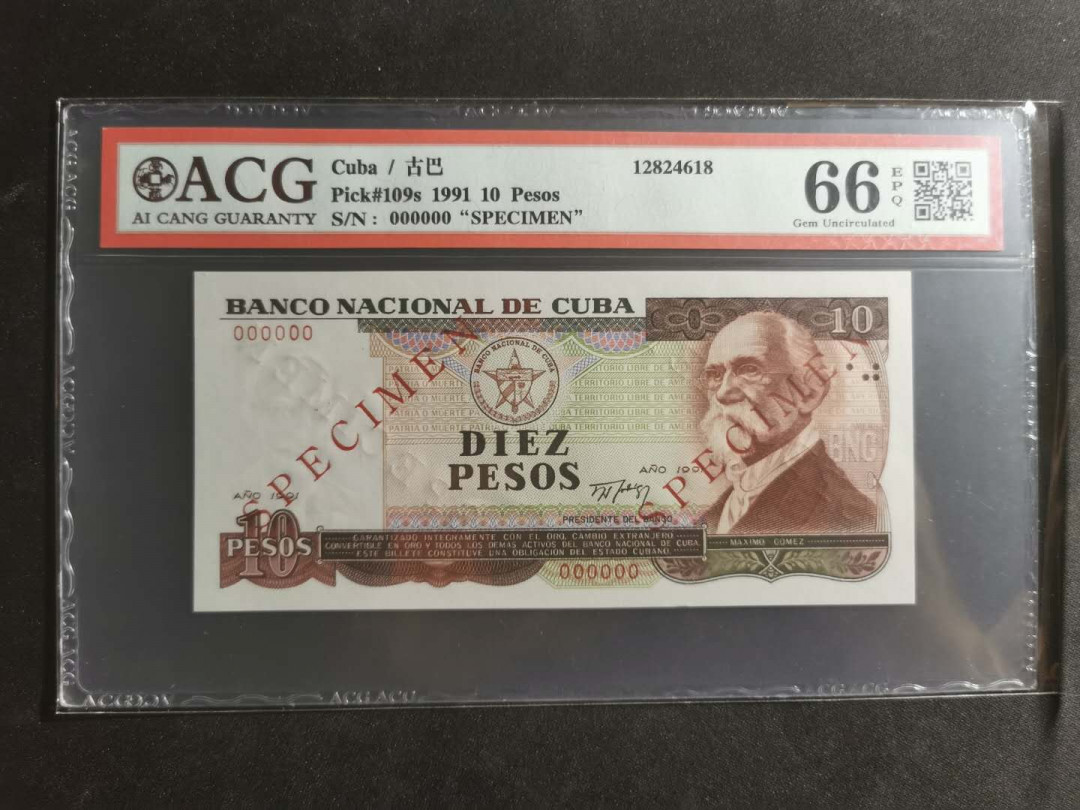 ACG
AI CANG GUARANTY
Cuba / 古巴
Pick#109s 1991 10 Pesos
S/N: 000000 “SPECIMEN”
12824618
66
EPQ
Gem Uncirculated
BANCO NACIONAL DE CUBA
000000
10
SPECIMEN
SPECIMEN
BANCO NACIONAL DE CUBA
TERRITORIO LIBRE DE
PATRIA O MUERTE
DIEZ
PESOS
AÑO 1991
AÑO 1991
BNC
PRESIDENTE DEL BANCO
10
PESOS
GARANTIZADO INTEGRAMENTE CON EL ORO, CAMBIO EXTRANJERO
CONVERTIBLE EN ORO Y TODOS LOS DEMAS ACTIVOS DEL BANCO NACIONAL DE CUBA
ESTE BILLETE CONSTITUYE UNA OBLIGACIÓN DEL ESTADO CUBANO
MAXIMO GOMEZ
000000
ACG ACG